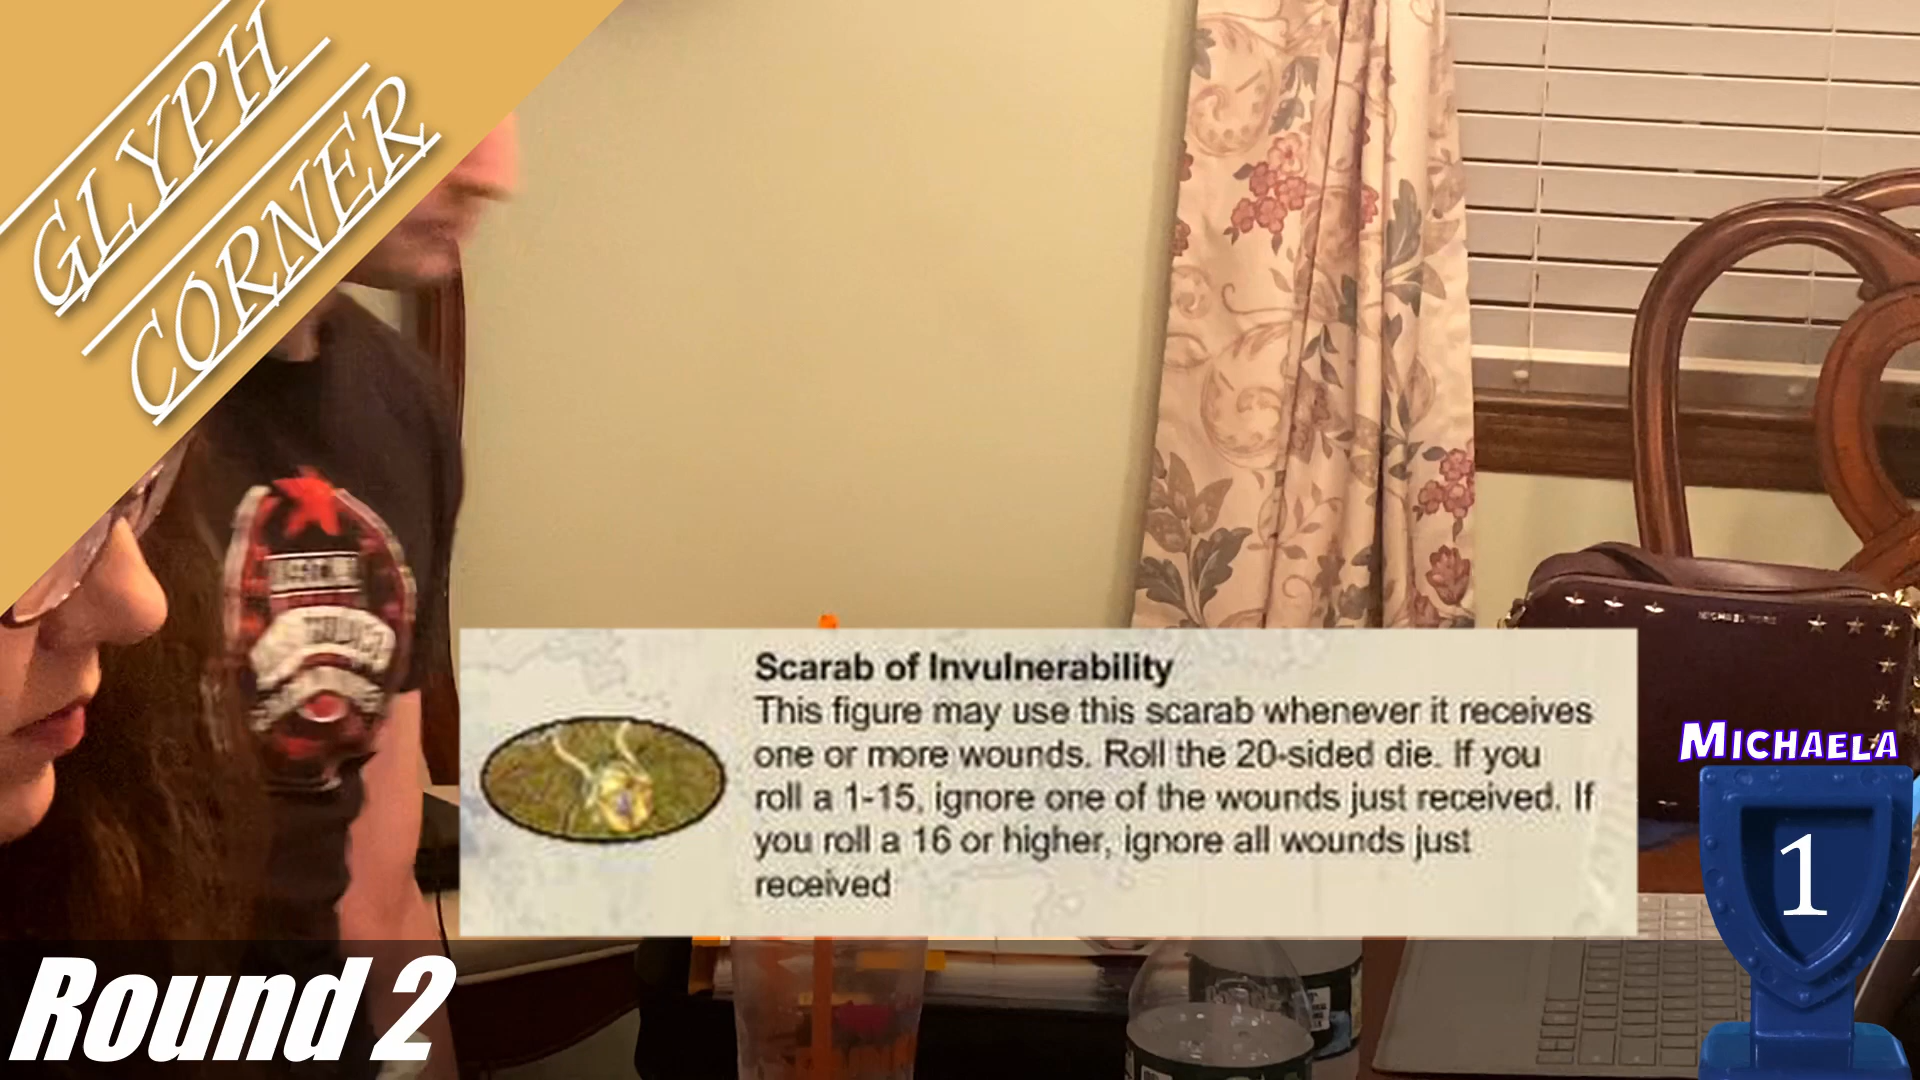 GLYPH
CORNER
Scarab of Invulnerability
This figure may use this scarab whenever it receives
one or more wounds. Roll the 20-sided die. If you
roll a 1-15, ignore one of the wounds just received. If
you roll a 16 or higher, ignore all wounds just
received
MICHAELA
1
Round 2